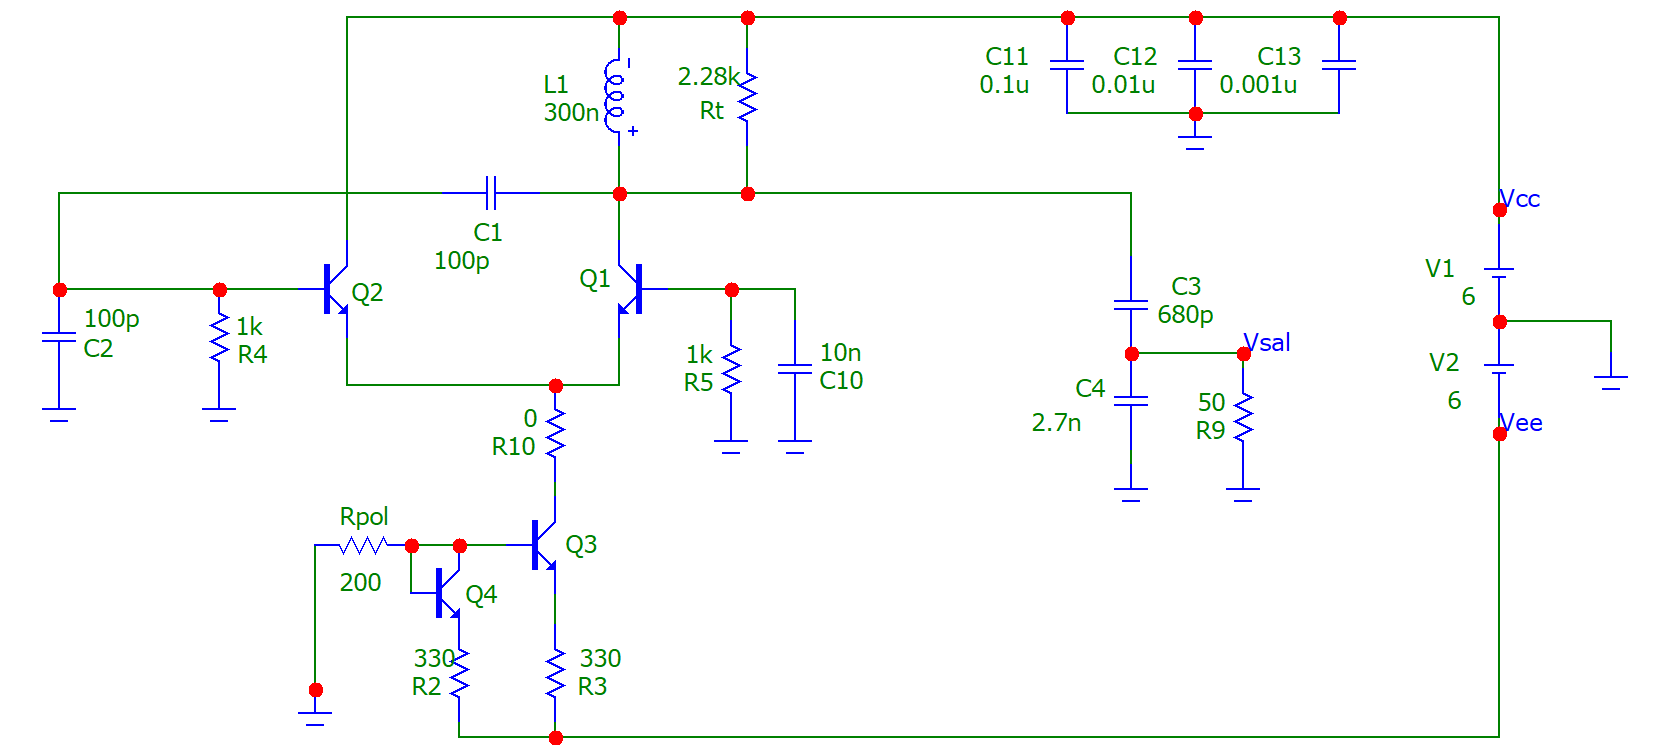 L1
300n
2.28k
Rt
C11
0.1u
C12
0.01u
C13
0.001u
Vcc
C1
100p
Q2
Q1
V1
6
C3
680p
100p
C2
1k
R4
1k
R5
10n
C10
Vsal
V2
6
C4
2.7n
50
R9
Vee
0
R10
Rpol
200
Q3
Q4
330
R2
330
R3